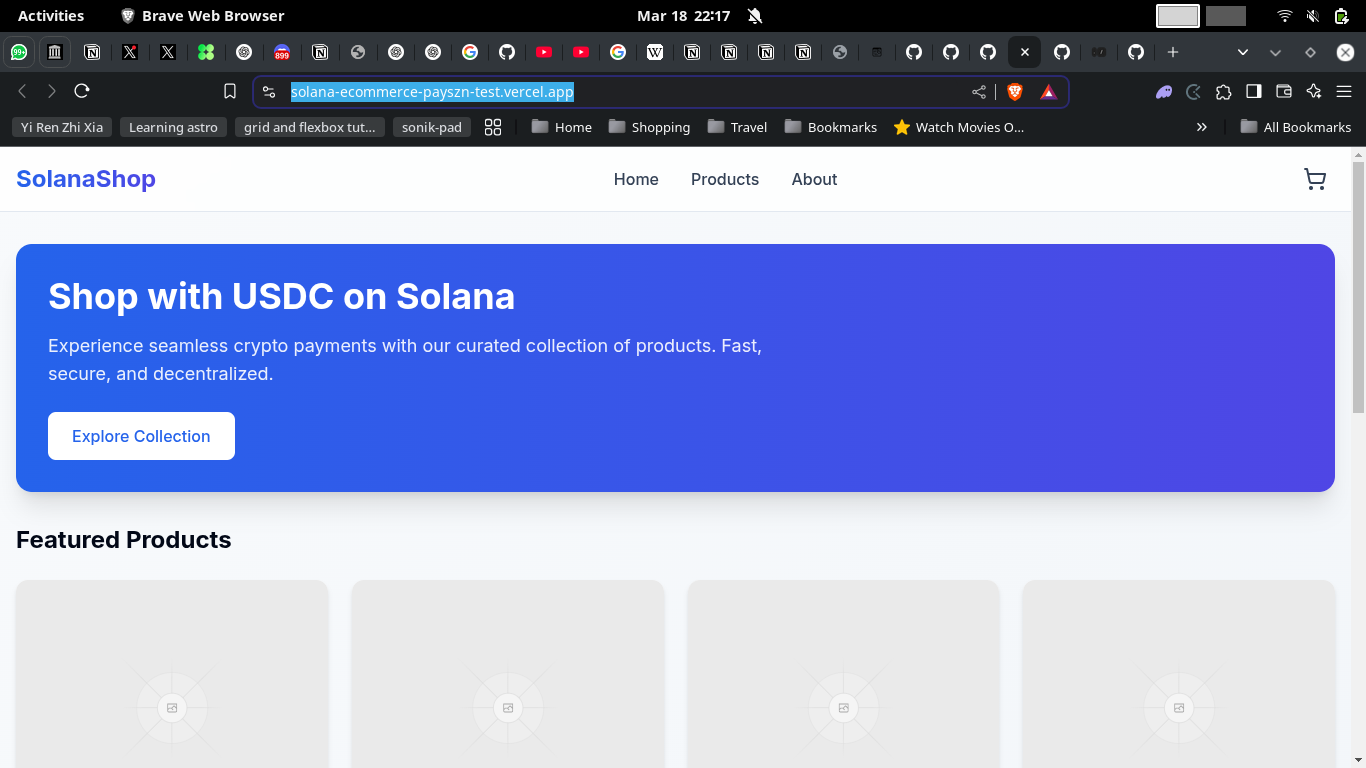 Activities Brave Web Browser Mar 18 22:17
99+ 899
solana-ecommerce-payszn-test.vercel.app
Yi Ren Zhi Xia Learning astro grid and flexbox tut... sonik-pad Home Shopping Travel Bookmarks Watch Movies O... » All Bookmarks
SolanaShop Home Products About
Shop with USDC on Solana
Experience seamless crypto payments with our curated collection of products. Fast,
secure, and decentralized.
Explore Collection
Featured Products